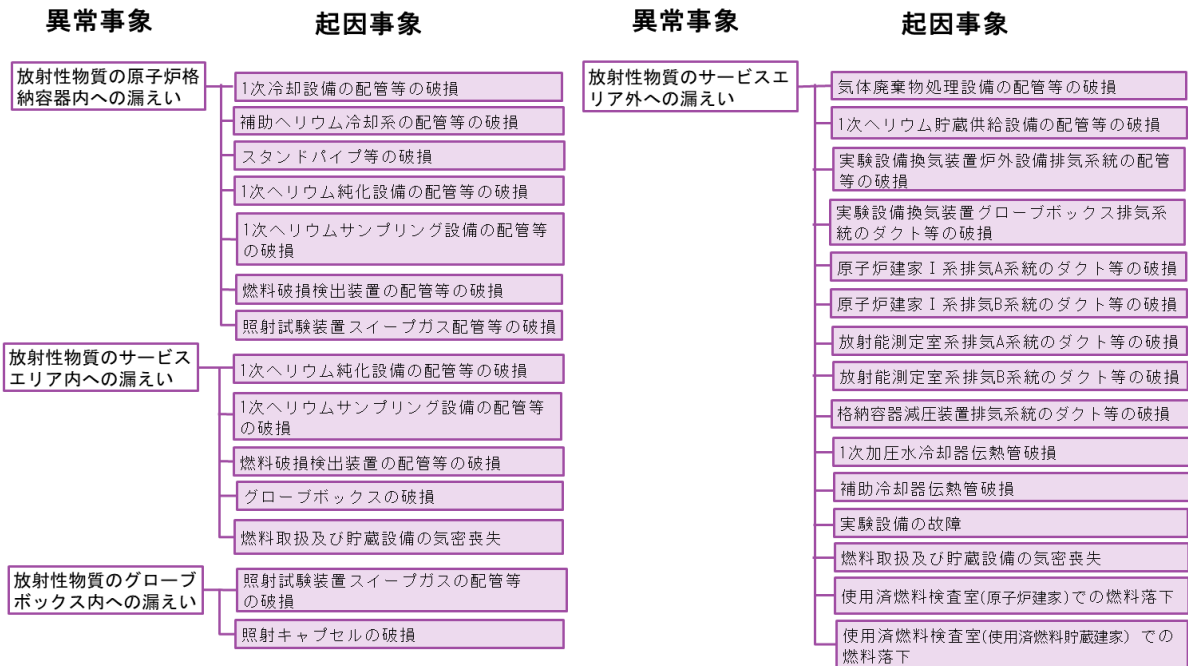 異常事象
起因事象
放射性物質の原子炉格
納容器内への漏えい
1次冷却設備の配管等の破損
補助ヘリウム冷却系の配管等の破損
スタンドパイプ等の破損
1次ヘリウム純化設備の配管等の破損
1次ヘリウムサンプリング設備の配管等
の破損
燃料破損検出装置の配管等の破損
照射試験装置スイープガス配管等の破損
放射性物質のサービス
エリア内への漏えい
1次ヘリウム純化設備の配管等の破損
1次ヘリウムサンプリング設備の配管等
の破損
燃料破損検出装置の配管等の破損
グローブボックスの破損
燃料取扱及び貯蔵設備の気密喪失
放射性物質のグローブ
ボックス内への漏えい
照射試験装置スイープガスの配管等
の破損
照射キャプセルの破損
異常事象
起因事象
放射性物質のサービスエ
リア外への漏えい
気体廃棄物処理設備の配管等の破損
1次ヘリウム貯蔵供給設備の配管等の破損
実験設備換気装置炉外設備排気系統の配管
等の破損
実験設備換気装置グローブボックス排気系
統のダクト等の破損
原子炉建家Ⅰ系排気A系統のダクト等の破損
原子炉建家Ⅰ系排気B系統のダクト等の破損
放射能測定室系排気A系統のダクト等の破損
放射能測定室系排気B系統のダクト等の破損
格納容器減圧装置排気系統のダクト等の破損
1次加圧水冷却器伝熱管破損
補助冷却器伝熱管破損
実験設備の故障
燃料取扱及び貯蔵設備の気密喪失
使用済燃料検査室(原子炉建家)での燃料落下
使用済燃料検査室(使用済燃料貯蔵建家) での
燃料落下